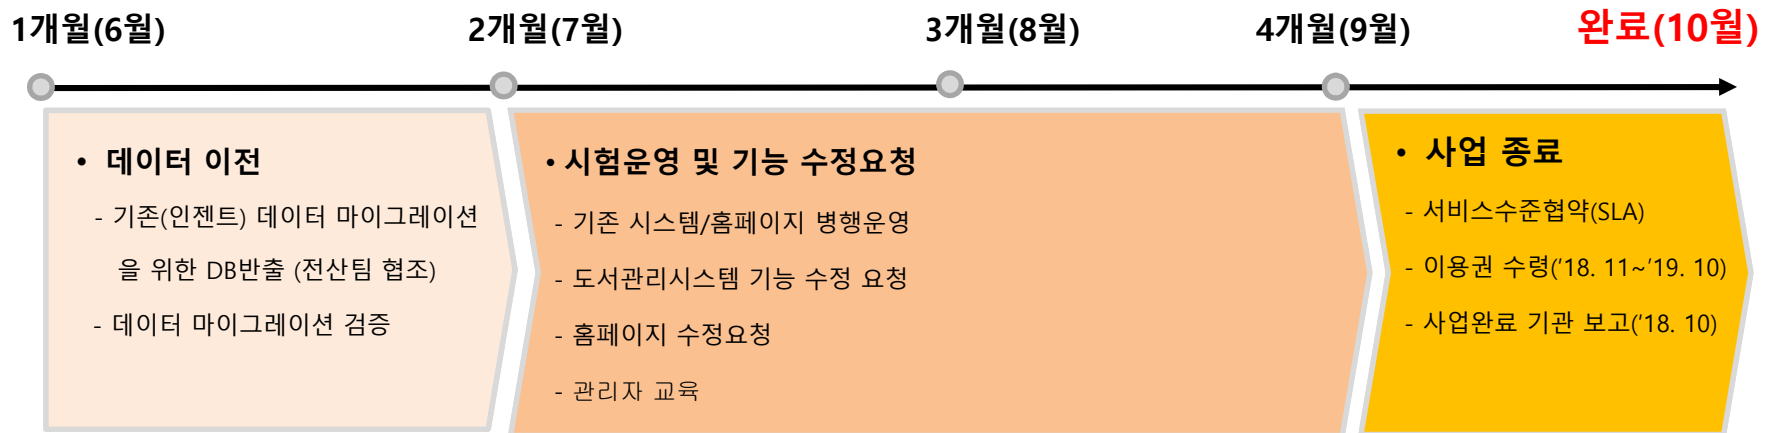 1개월(6월)
2개월(7월)
3개월(8월)
4개월(9월)
완료(10월)
• 데이터 이전
- 기존(인젠트) 데이터 마이그레이션
을 위한 DB반출 (전산팀 협조)
- 데이터 마이그레이션 검증
• 시험운영 및 기능 수정요청
- 기존 시스템/홈페이지 병행운영
- 도서관리시스템 기능 수정 요청
- 홈페이지 수정요청
- 관리자 교육
• 사업 종료
- 서비스수준협약(SLA)
- 이용권 수령('18. 11~'19. 10)
- 사업완료 기관 보고('18. 10)